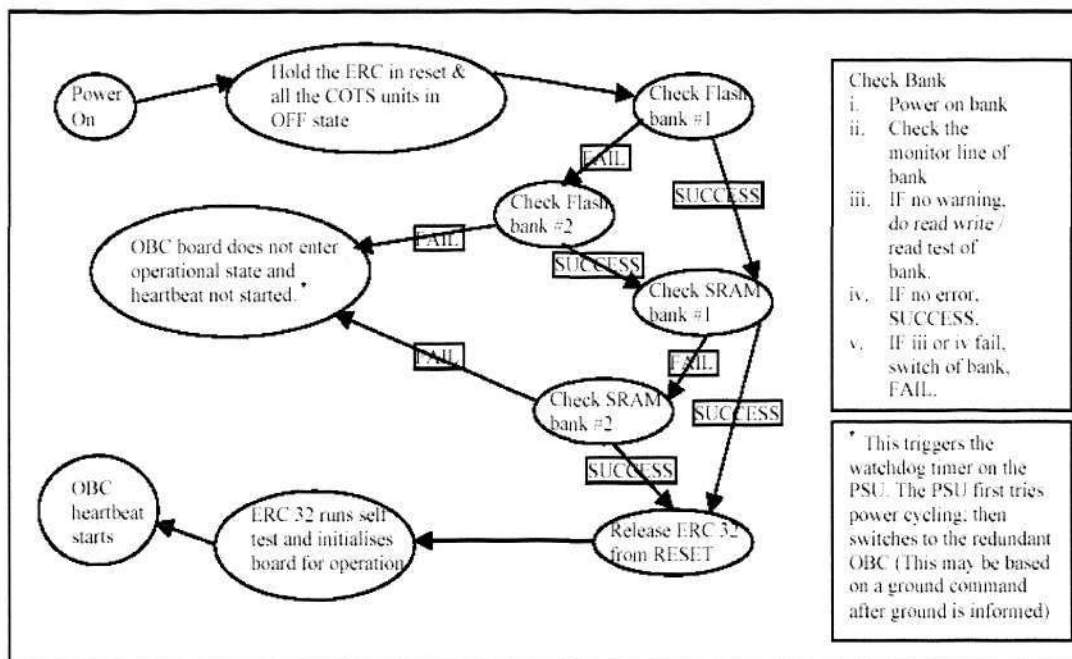 Power
On
Hold the ERC in reset &
all the COTS units in
OFF state
Check Flash
bank #1
FAIL
SUCCESS
Check Flash
bank #2
FAIL
SUCCESS
OBC board does not enter
operational state and
heartbeat not started. *
Check SRAM
bank #1
FAIL
FAIL
SUCCESS
Check SRAM
bank #2
SUCCESS
Release ERC 32
from RESET
ERC 32 runs self
test and initialises
board for operation
OBC
heartbeat
starts
Check Bank
i. Power on bank
ii. Check the
monitor line of
bank
iii. IF no warning,
do read write /
read test of
bank.
iv. IF no error,
SUCCESS.
v. IF iii or iv fail,
switch of bank,
FAIL.
* This triggers the
watchdog timer on the
PSU. The PSU first tries
power cycling; then
switches to the redundant
OBC (This may be based
on a ground command
after ground is informed)